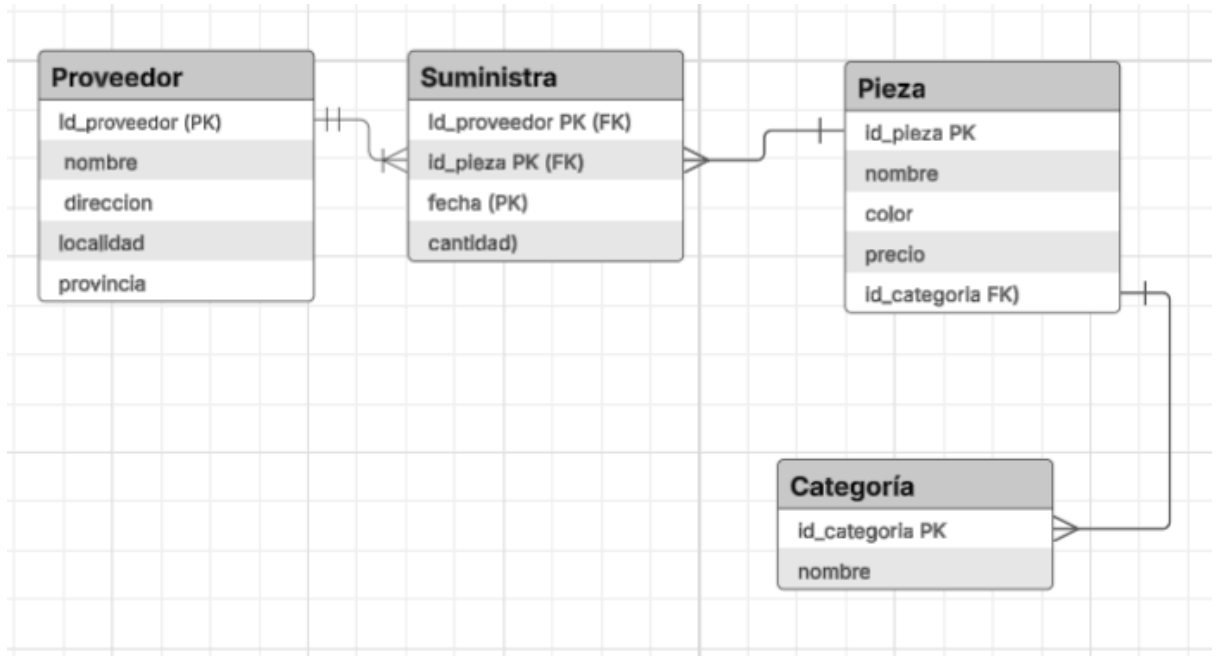 Proveedor
Id_proveedor (PK)
nombre
direccion
localidad
provincia
Suministra
Id_proveedor PK (FK)
id_pieza PK (FK)
fecha (PK)
cantidad)
Pieza
id_pieza PK
nombre
color
precio
id_categoria FK)
Categoría
id_categoria PK
nombre